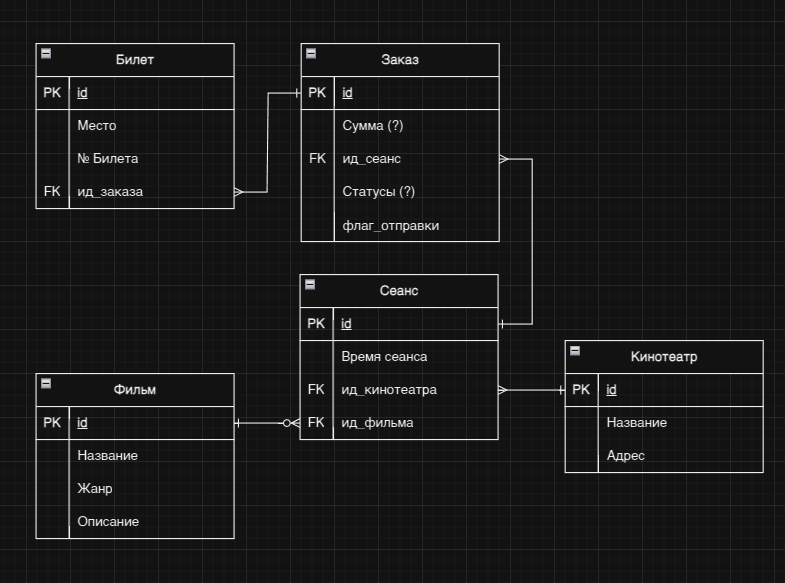 Билет
PK id
Место
№ Билета
FK ид_заказа
Заказ
PK id
Сумма (?)
FK ид_сеанс
Статусы (?)
флаг_отправки
Сеанс
PK id
Время сеанса
FK ид_кинотеатра
FK ид_фильма
Фильм
PK id
Название
Жанр
Описание
Кинотеатр
PK id
Название
Адрес